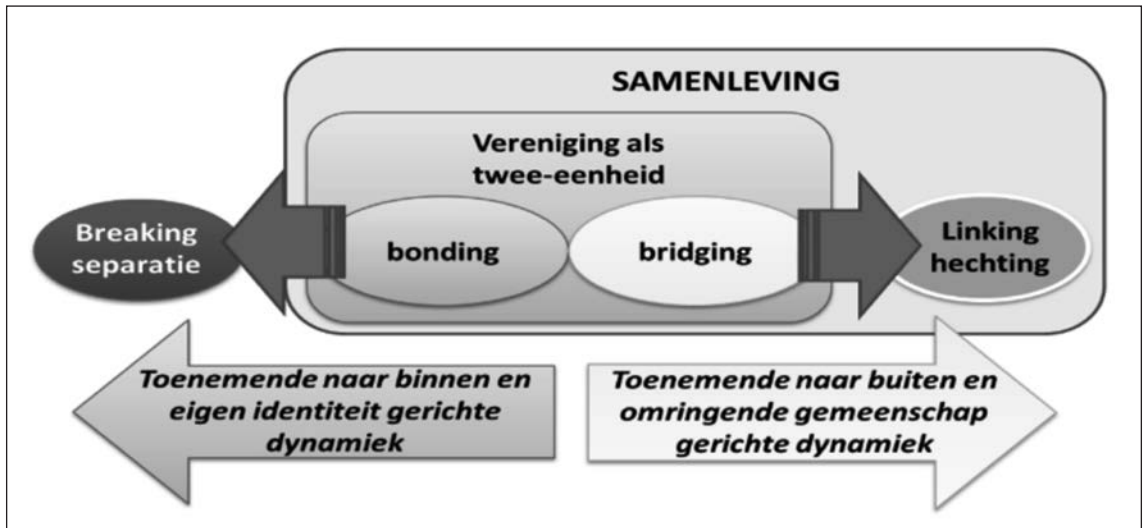 SAMENLEVING
Vereniging als
twee-eenheid
Breaking
separatie
bonding
bridging
Linking
hechting
Toenemende naar binnen en
eigen identiteit gerichte
dynamiek
Toenemende naar buiten en
omringende gemeenschap
gerichte dynamiek